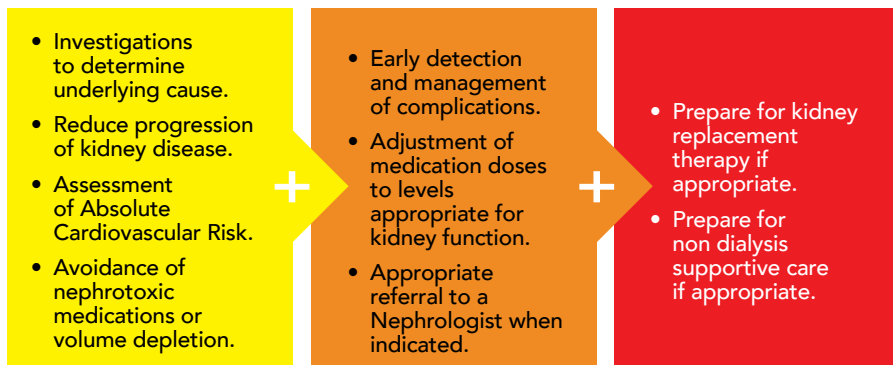 • Investigations
to determine
underlying cause.
• Reduce progression
of kidney disease.
• Assessment
of Absolute
Cardiovascular Risk.
• Avoidance of
nephrotoxic
medications or
volume depletion.
+
• Early detection
and management
of complications.
• Adjustment of
medication doses
to levels
appropriate for
kidney function.
• Appropriate
referral to a
Nephrologist when
indicated.
+
• Prepare for kidney
replacement
therapy if
appropriate.
• Prepare for
non dialysis
supportive care
if appropriate.